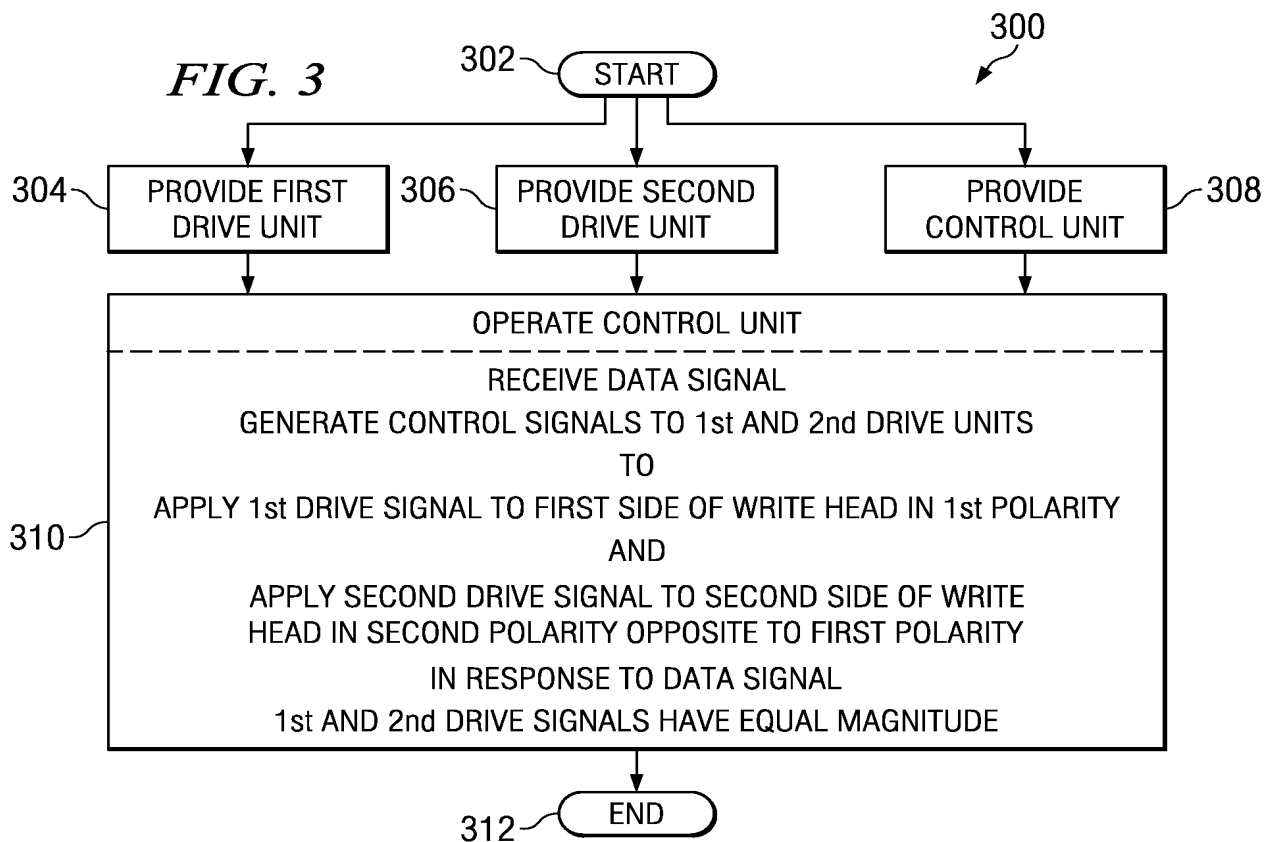 300
FIG. 3
302
START
304
PROVIDE FIRST
DRIVE UNIT
306
PROVIDE SECOND
DRIVE UNIT
PROVIDE
CONTROL UNIT
308
OPERATE CONTROL UNIT
RECEIVE DATA SIGNAL
GENERATE CONTROL SIGNALS TO 1st AND 2nd DRIVE UNITS
TO
APPLY 1st DRIVE SIGNAL TO FIRST SIDE OF WRITE HEAD IN 1st POLARITY
310
AND
APPLY SECOND DRIVE SIGNAL TO SECOND SIDE OF WRITE
HEAD IN SECOND POLARITY OPPOSITE TO FIRST POLARITY
IN RESPONSE TO DATA SIGNAL
1st AND 2nd DRIVE SIGNALS HAVE EQUAL MAGNITUDE
312
END